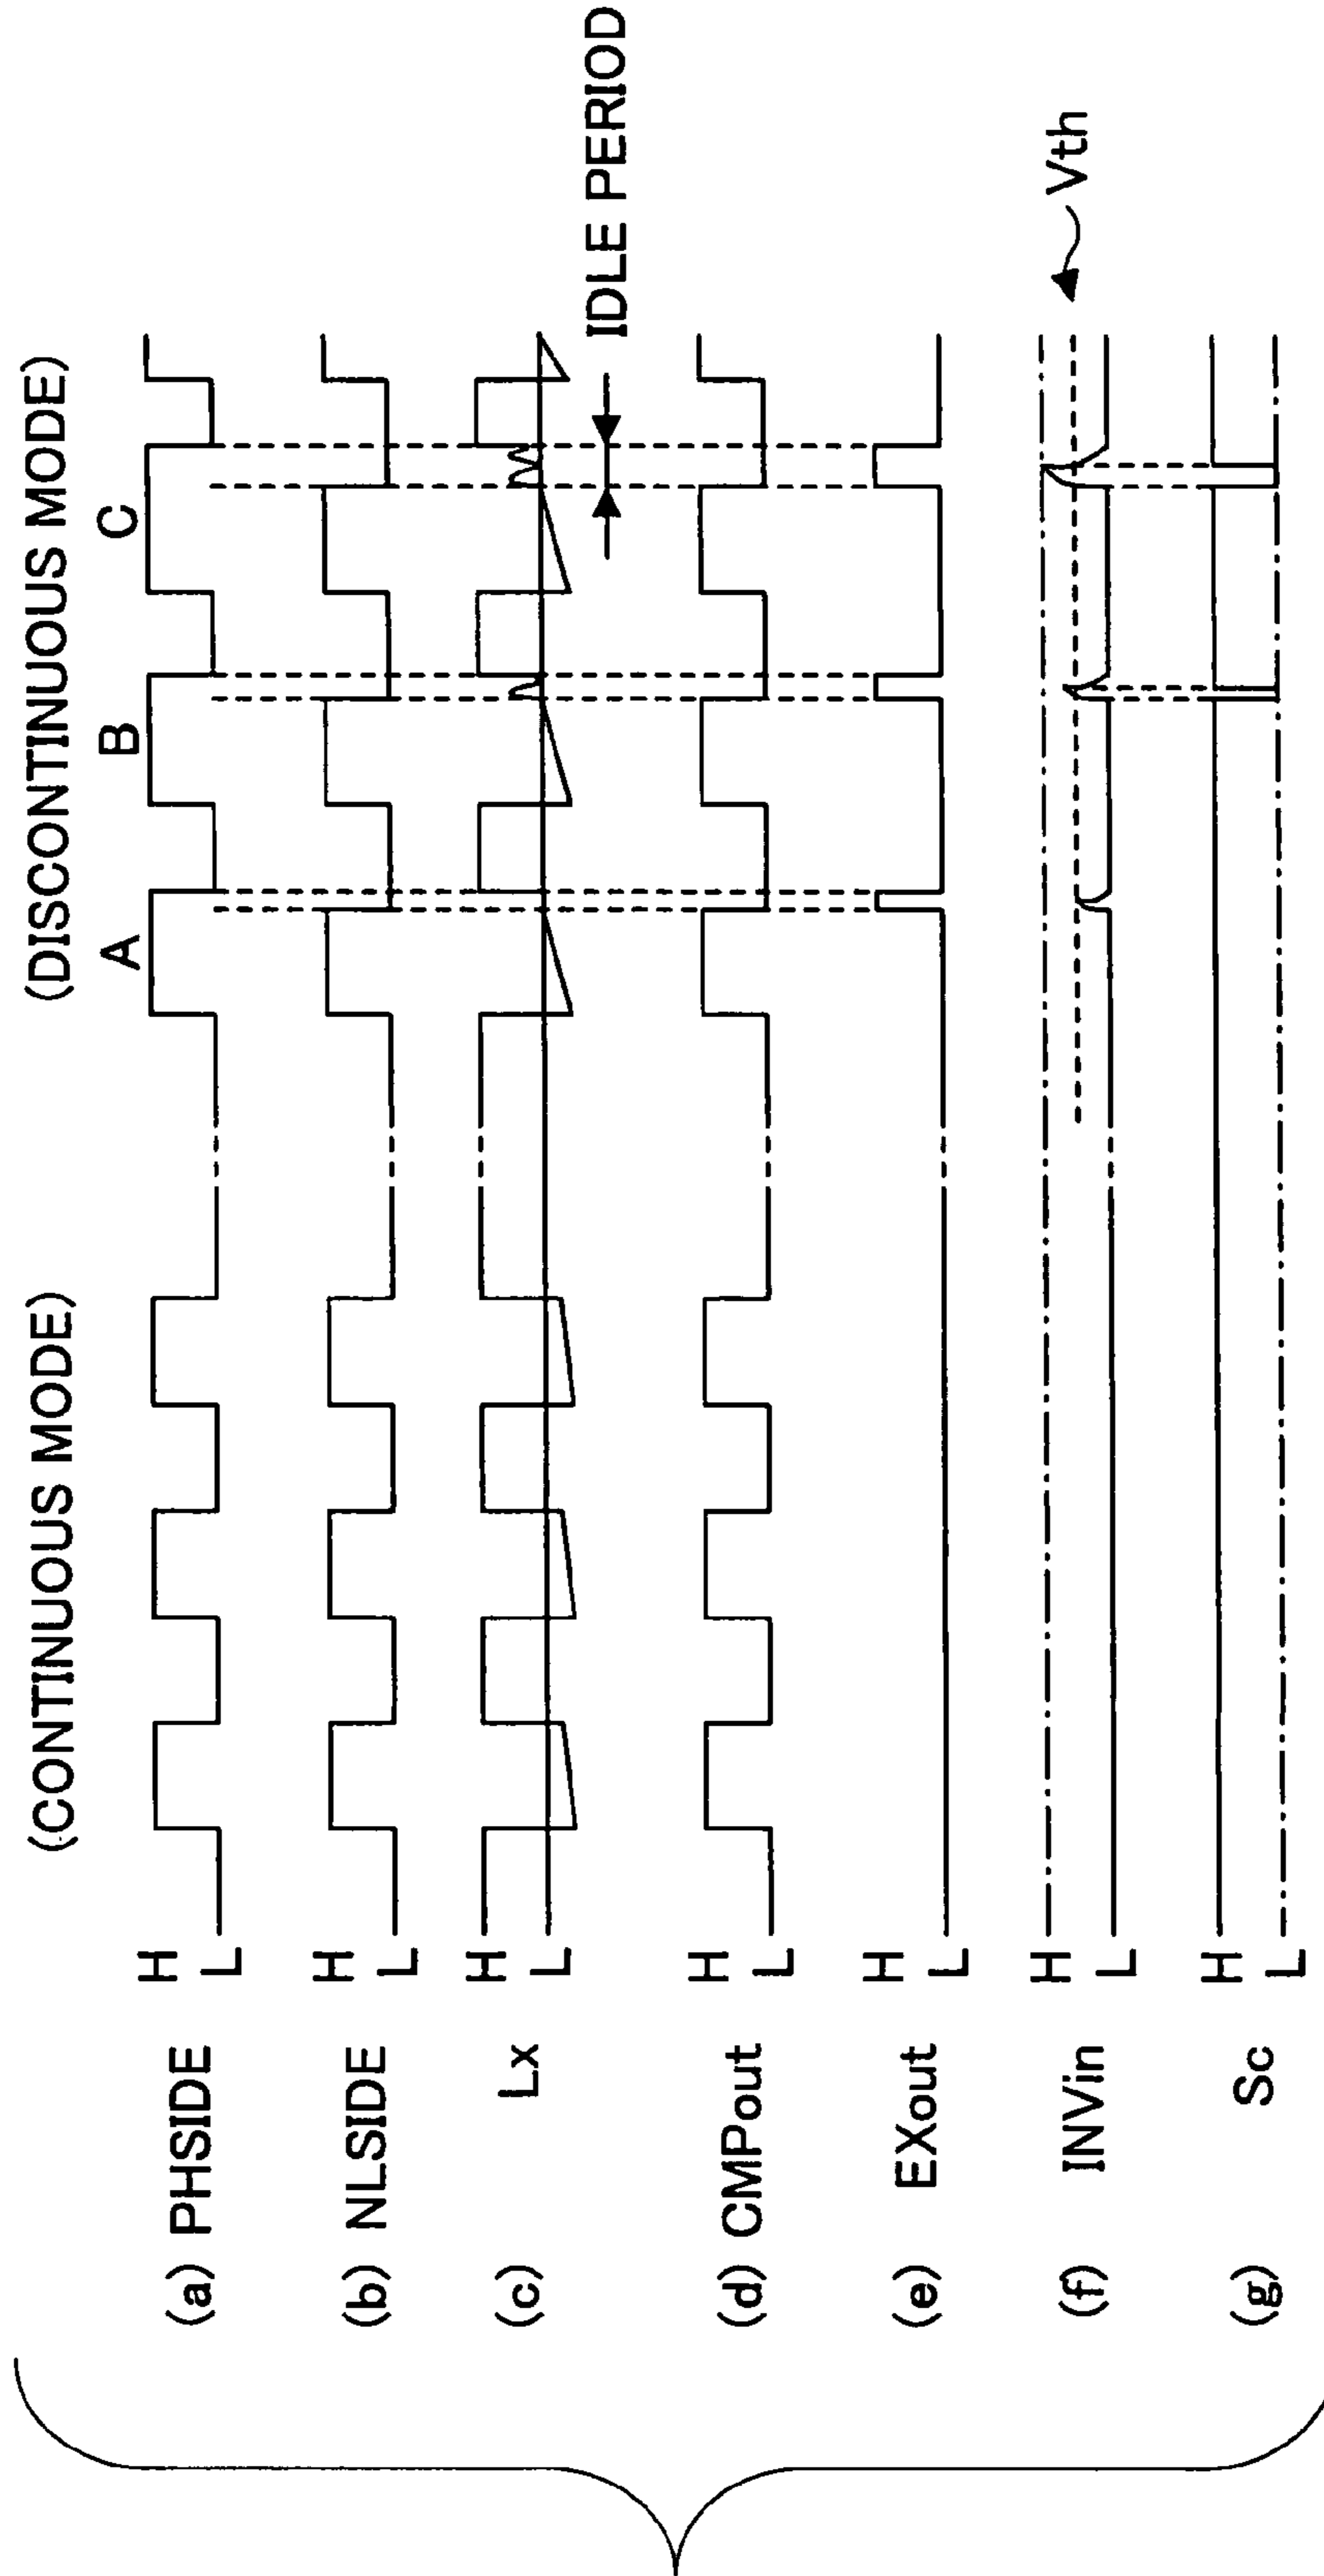 (CONTINUOUS MODE)
(DISCONTINUOUS MODE)
A
B
C
(a) PHSIDE
H
L
(b) NLSIDE
H
L
(c) Lx
H
L
IDLE PERIOD
(d) CMPout
H
L
(e) EXout
H
L
(f) INVin
H
L
Vth
(g) Sc
H
L